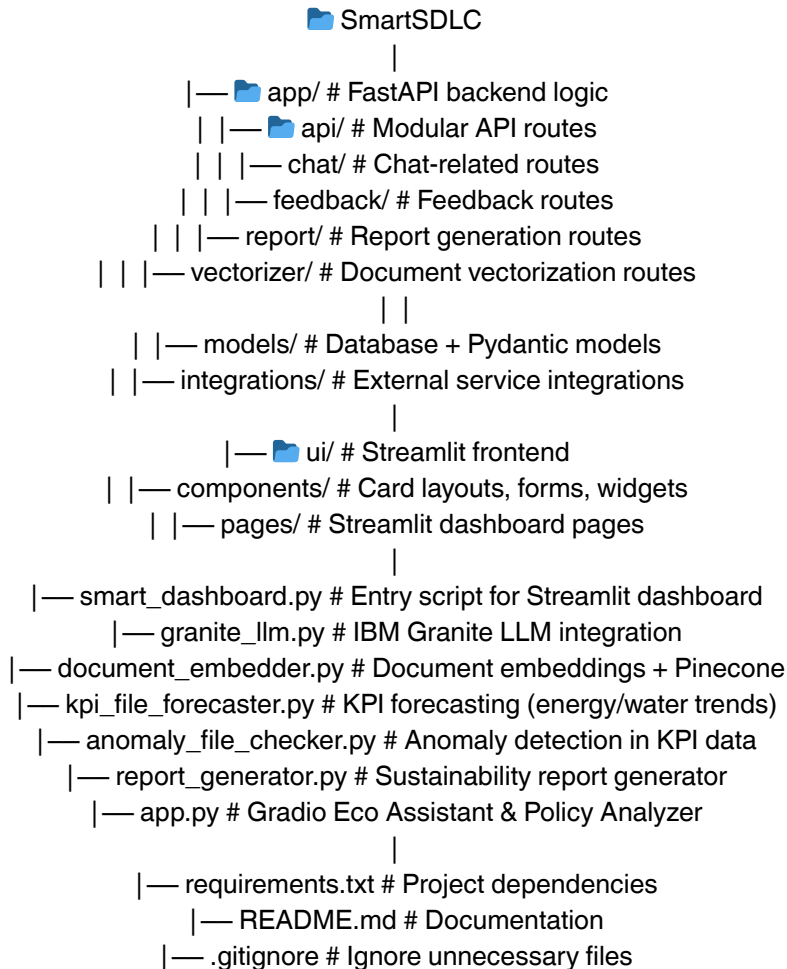 📂 SmartSDLC
|
|── 📂 app/ # FastAPI backend logic
| |── 📂 api/ # Modular API routes
| | |── chat/ # Chat-related routes
| | |── feedback/ # Feedback routes
| | |── report/ # Report generation routes
| | |── vectorizer/ # Document vectorization routes
| |
| |── models/ # Database + Pydantic models
| |── integrations/ # External service integrations
|
|── 📂 ui/ # Streamlit frontend
| |── components/ # Card layouts, forms, widgets
| |── pages/ # Streamlit dashboard pages
|
|── smart_dashboard.py # Entry script for Streamlit dashboard
|── granite_llm.py # IBM Granite LLM integration
|── document_embedder.py # Document embeddings + Pinecone
|── kpi_file_forecaster.py # KPI forecasting (energy/water trends)
|── anomaly_file_checker.py # Anomaly detection in KPI data
|── report_generator.py # Sustainability report generator
|── app.py # Gradio Eco Assistant & Policy Analyzer
|
|── requirements.txt # Project dependencies
|── README.md # Documentation
|── .gitignore # Ignore unnecessary files